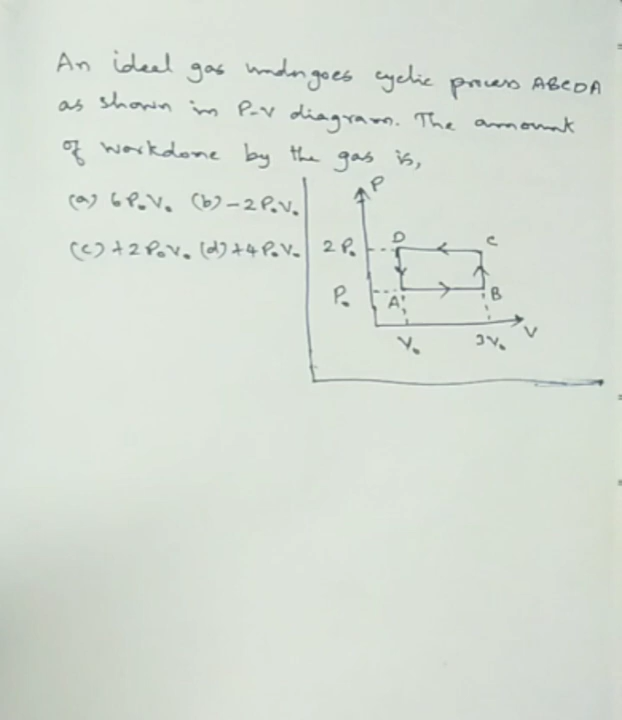 An ideal gas undergoes cyclic process ABCDA
as shown in P-V diagram. The amount
of workdone by the gas is,
(a) 6P₀V₀ (b) -2P₀V₀
(c) +2P₀V₀ (d) +4P₀V₀
P
2P₀ D C
P₀ A B
V₀ 3V₀ V